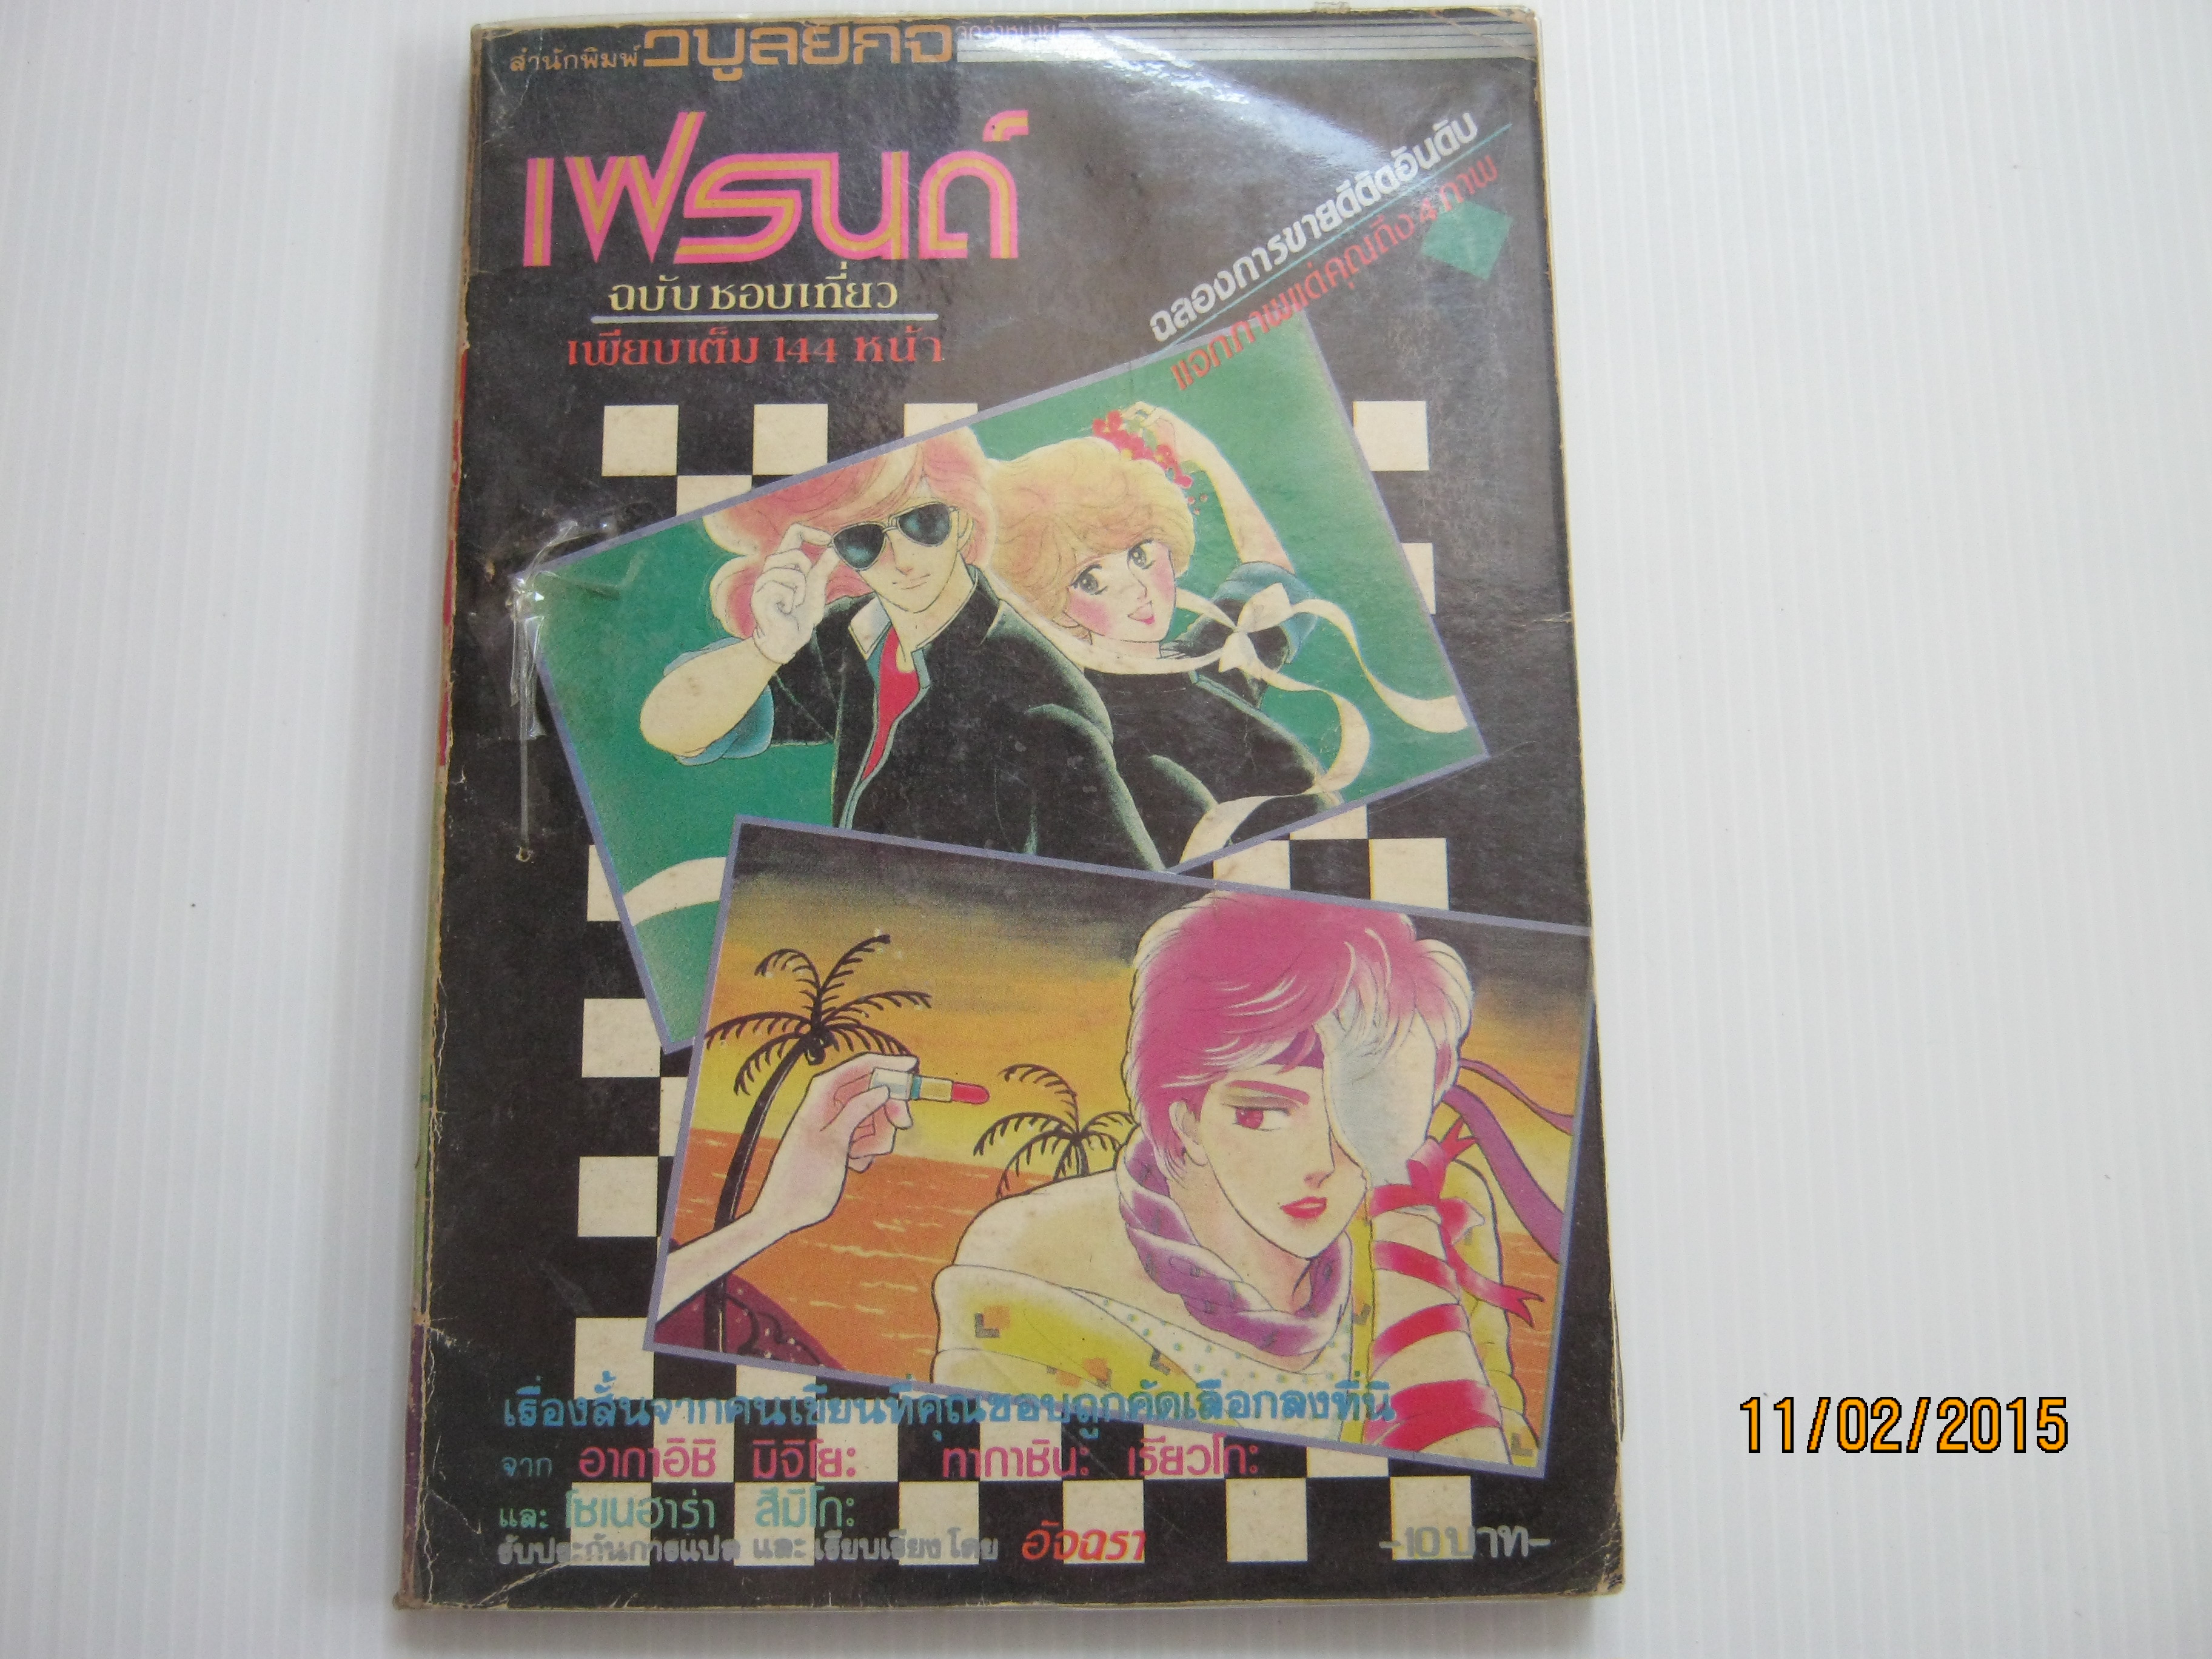 สำนักพิมพ์ วิบูลย์กิจ จัดจำหน่าย
เฟรนด์
ฉบับ ชอบเที่ยว
เพียบเต็ม 144 หน้า
ฉลองการขายดีติดอันดับ
แจกภาพแด่คุณถึง 4 ภาพ
เรื่องสั้นจากคนเขียนที่คุณชอบถูกคัดเลือกลงที่นี่
จาก อากาอิชิ มิจิโยะ ทากาชินะ เรียวโกะ
และ โซเนฮาร่า สึมิโกะ
รับประกันการแปล และ เรียบเรียง โดย อัจฉรา
-10 บาท-
11/02/2015